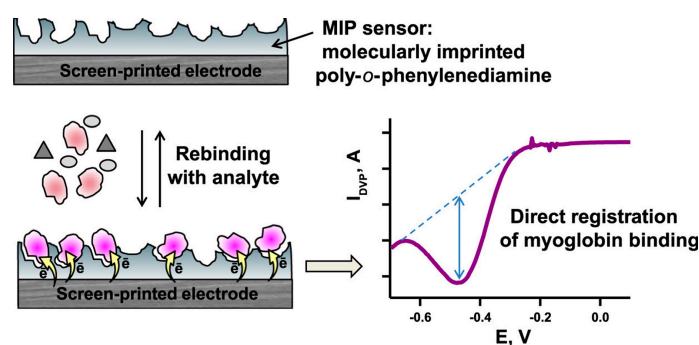 MIP sensor:
molecularly imprinted
poly-o-phenylenediamine
Screen-printed electrode
Rebinding
with analyte
ē ē ē ē ē ē
Screen-printed electrode
I_DVP, A
Direct registration
of myoglobin binding
-0.6 -0.4 -0.2 0.0
E, V